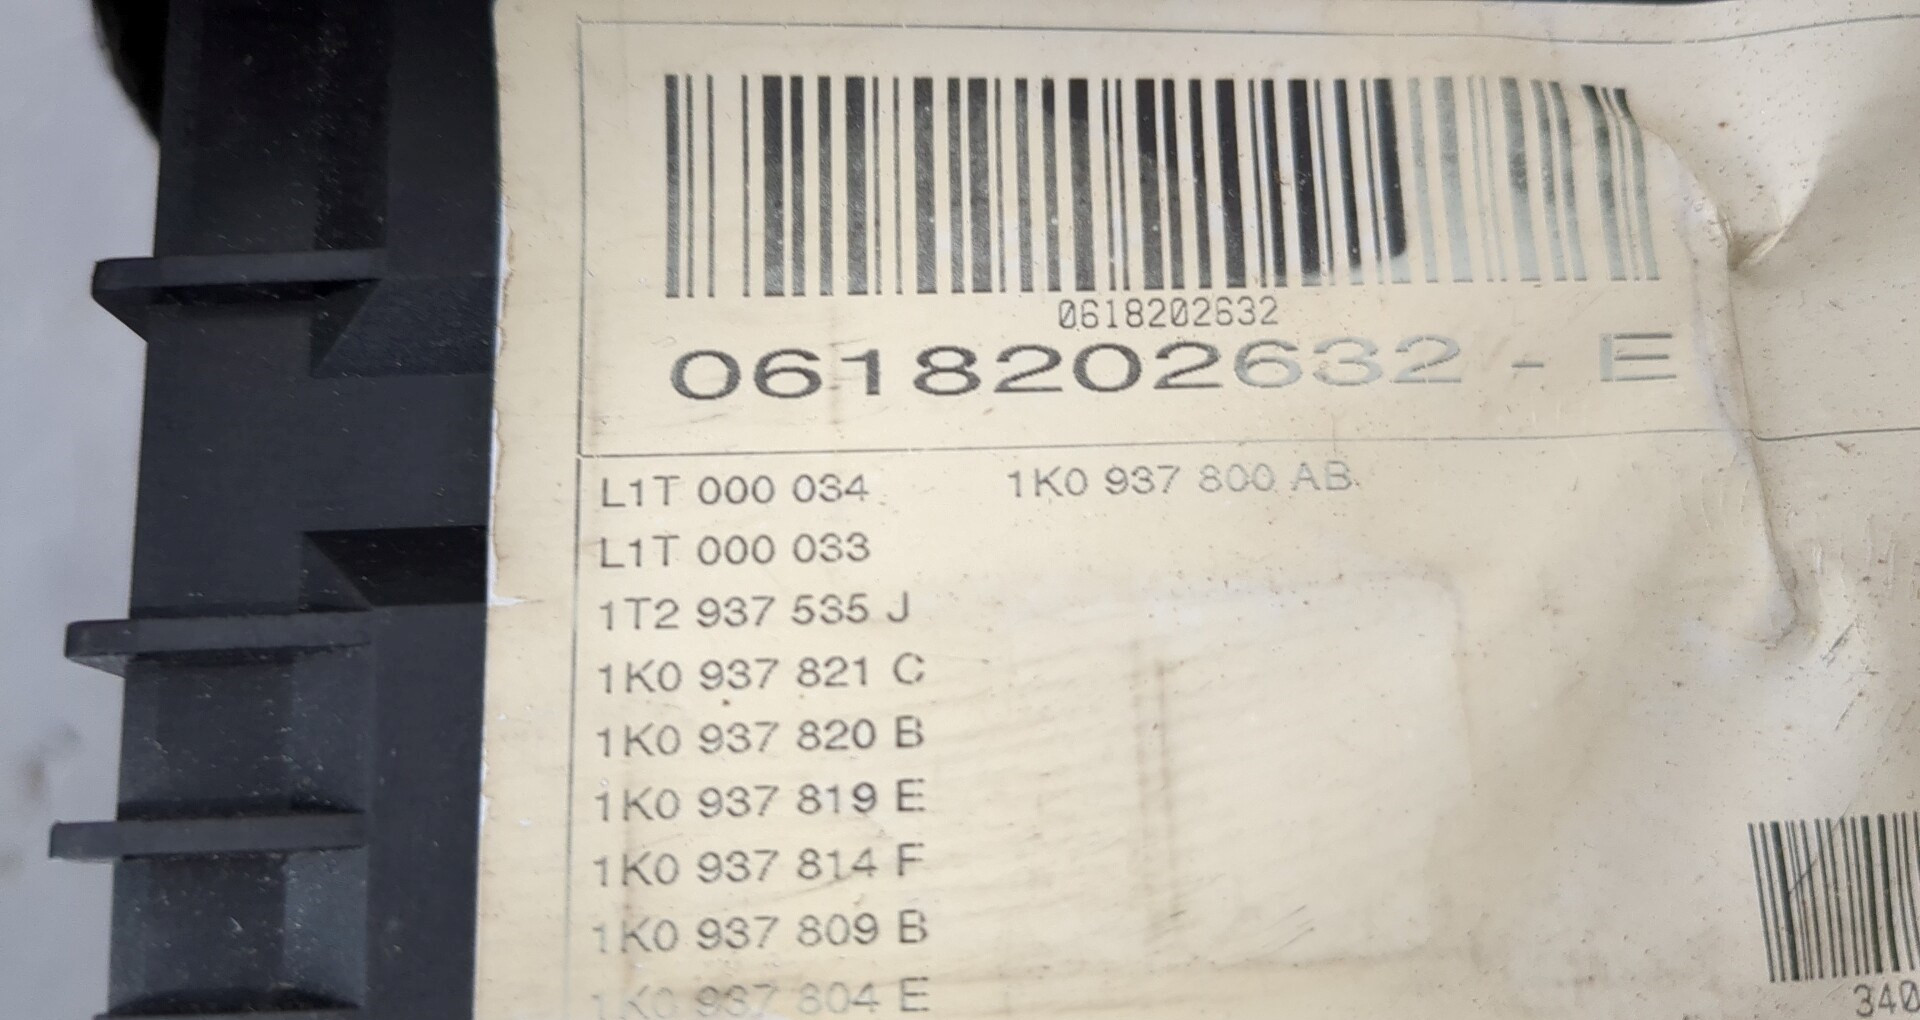 0618202632
0618202632 - E
L1T 000 034 1K0 937 800 AB
L1T 000 033
1T2 937 535 J
1K0 937 821 C
1K0 937 820 B
1K0 937 819 E
1K0 937 814 F
1K0 937 809 B
1K0 937 804 E
340